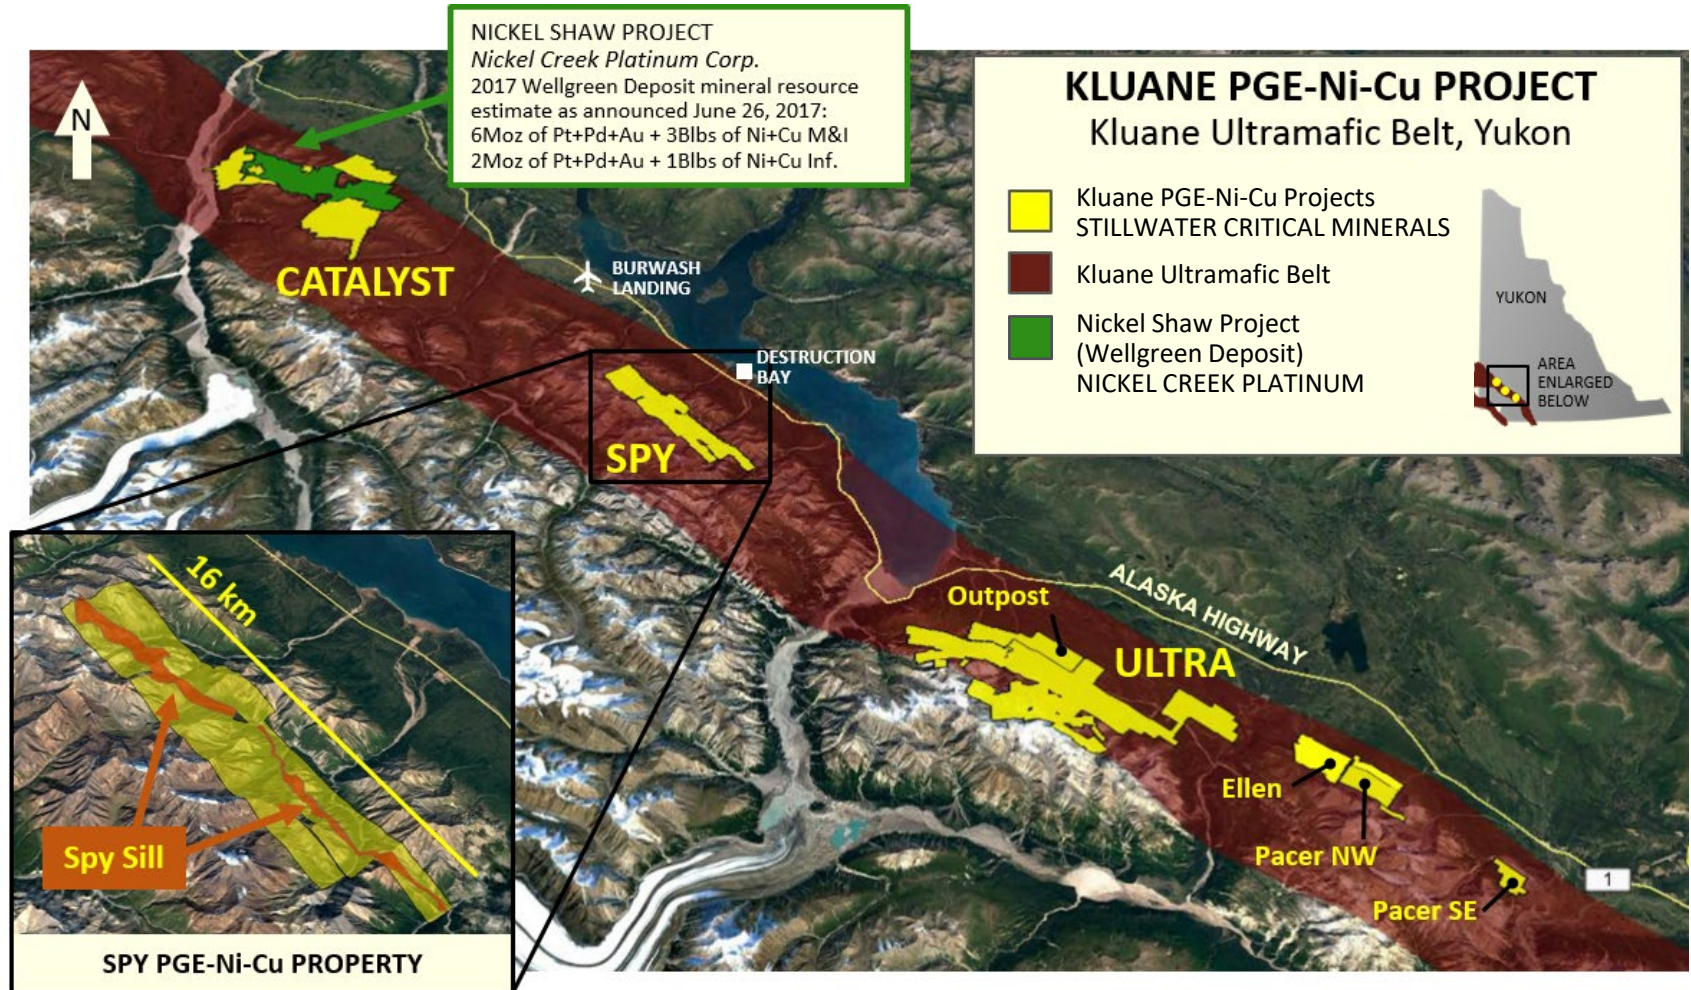 NICKEL SHAW PROJECT
Nickel Creek Platinum Corp.
2017 Wellgreen Deposit mineral resource
estimate as announced June 26, 2017:
6Moz of Pt+Pd+Au + 3Blbs of Ni+Cu M&I
2Moz of Pt+Pd+Au + 1Blbs of Ni+Cu Inf.
KLUANE PGE-Ni-Cu PROJECT
Kluane Ultramafic Belt, Yukon
Kluane PGE-Ni-Cu Projects
STILLWATER CRITICAL MINERALS
Kluane Ultramafic Belt
Nickel Shaw Project
(Wellgreen Deposit)
NICKEL CREEK PLATINUM
YUKON
AREA
ENLARGED
BELOW
N
CATALYST
BURWASH
LANDING
DESTRUCTION
BAY
SPY
16 km
Spy Sill
SPY PGE-Ni-Cu PROPERTY
Outpost
ULTRA
ALASKA HIGHWAY
Ellen
Pacer NW
Pacer SE
1